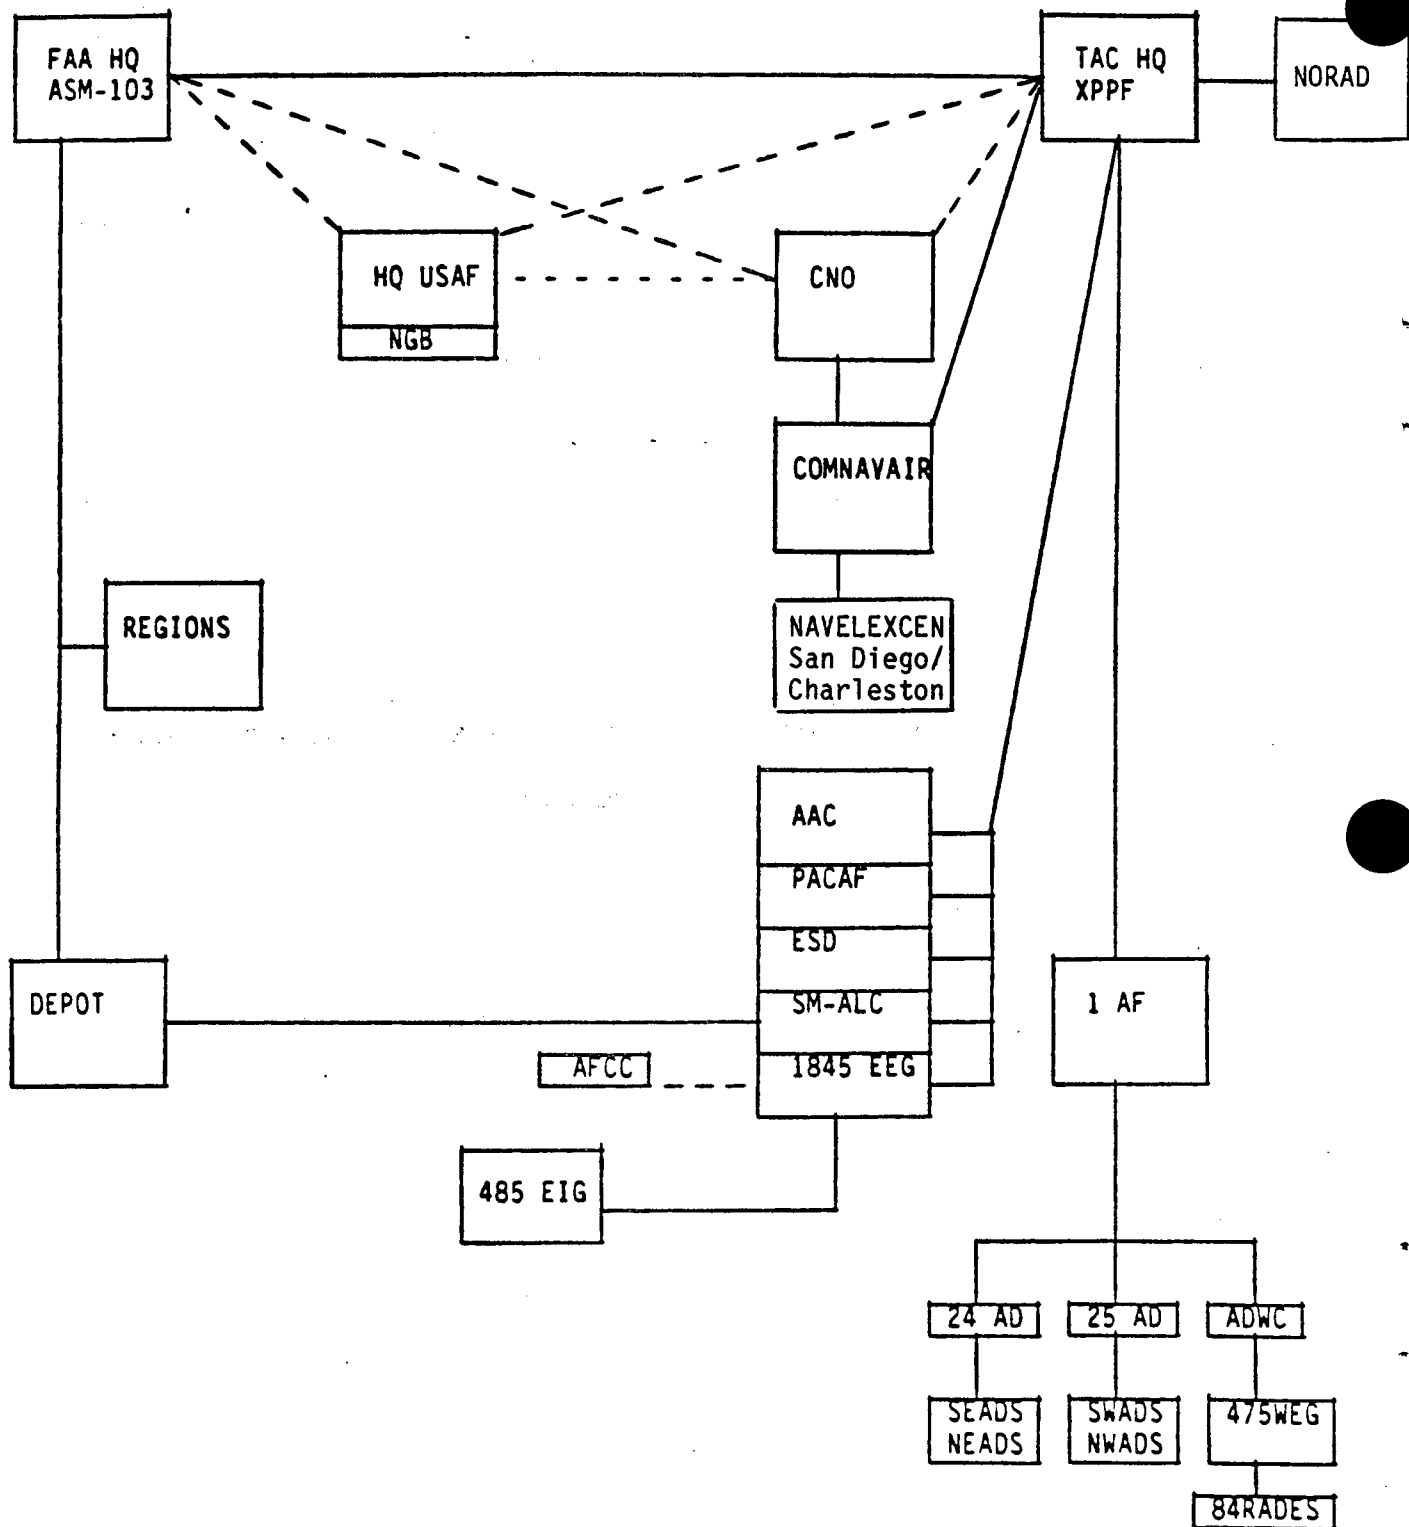 FAA HQ
ASM-103
TAC HQ
XPPF
NORAD
HQ USAF
NGB
CNO
COMNAVAIR
REGIONS
NAVELEXCEN
San Diego/
Charleston
AAC
PACAF
ESD
SM-ALC
1845 EEG
DEPOT
AFCC
1 AF
485 EIG
24 AD
25 AD
ADWC
SEADS
NEADS
SWADS
NWADS
475WEG
84RADES